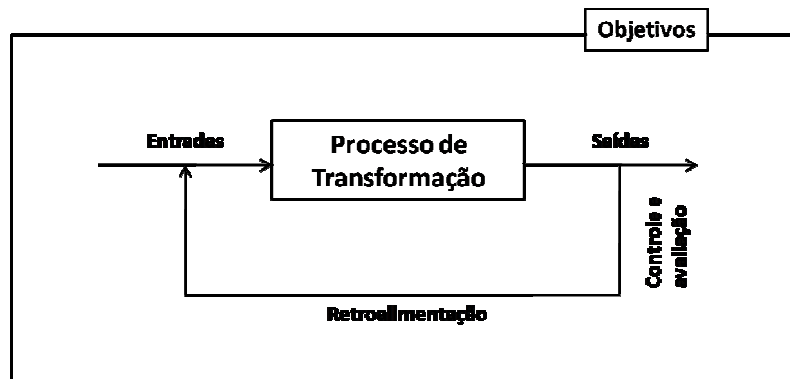 Objetivos
Entradas
Processo de
Transformação
Saídas
Controle e
avaliação
Retroalimentação